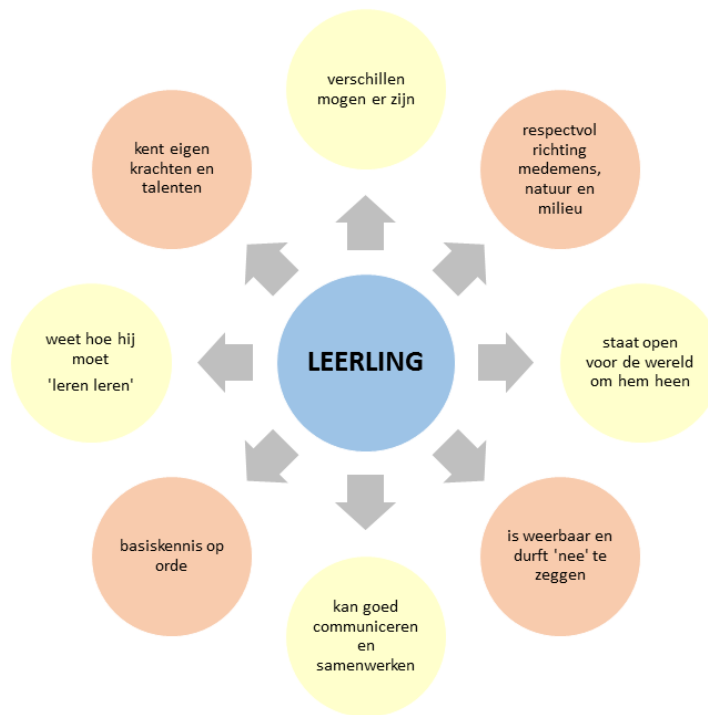 verschillen
mogen er zijn
respectvol
richting
medemens,
natuur en
milieu
staat open
voor de wereld
om hem heen
is weerbaar en
durft 'nee' te
zeggen
kan goed
communiceren
en
samenwerken
basiskennis op
orde
weet hoe hij
moet
'leren leren'
kent eigen
krachten en
talenten
LEERLING